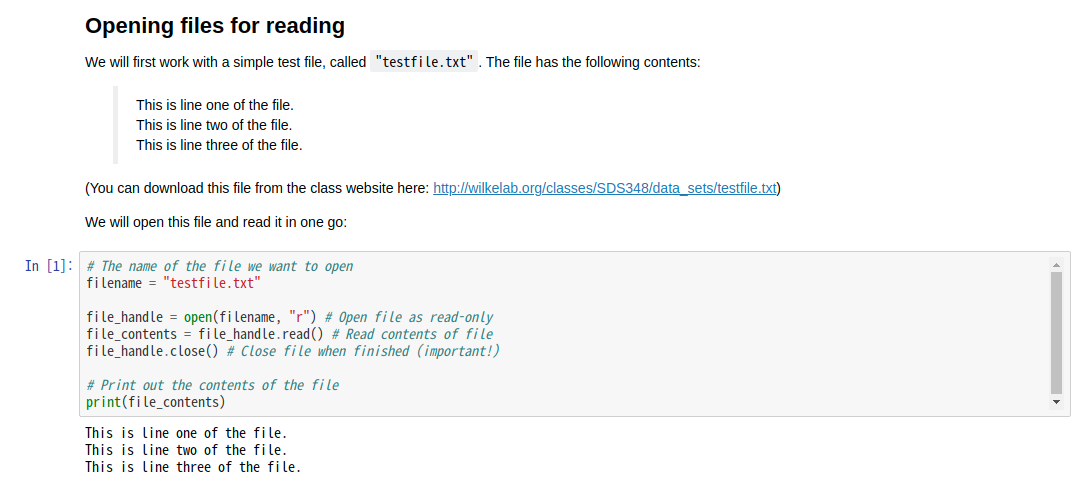 Opening files for reading
We will first work with a simple test file, called "testfile.txt". The file has the following contents:
This is line one of the file.
This is line two of the file.
This is line three of the file.
(You can download this file from the class website here: http://wilkelab.org/classes/SDS348/data_sets/testfile.txt)
We will open this file and read it in one go:
In [1]: # The name of the file we want to open
filename = "testfile.txt"
file_handle = open(filename, "r") # Open file as read-only
file_contents = file_handle.read() # Read contents of file
file_handle.close() # Close file when finished (important!)
# Print out the contents of the file
print(file_contents)
This is line one of the file.
This is line two of the file.
This is line three of the file.